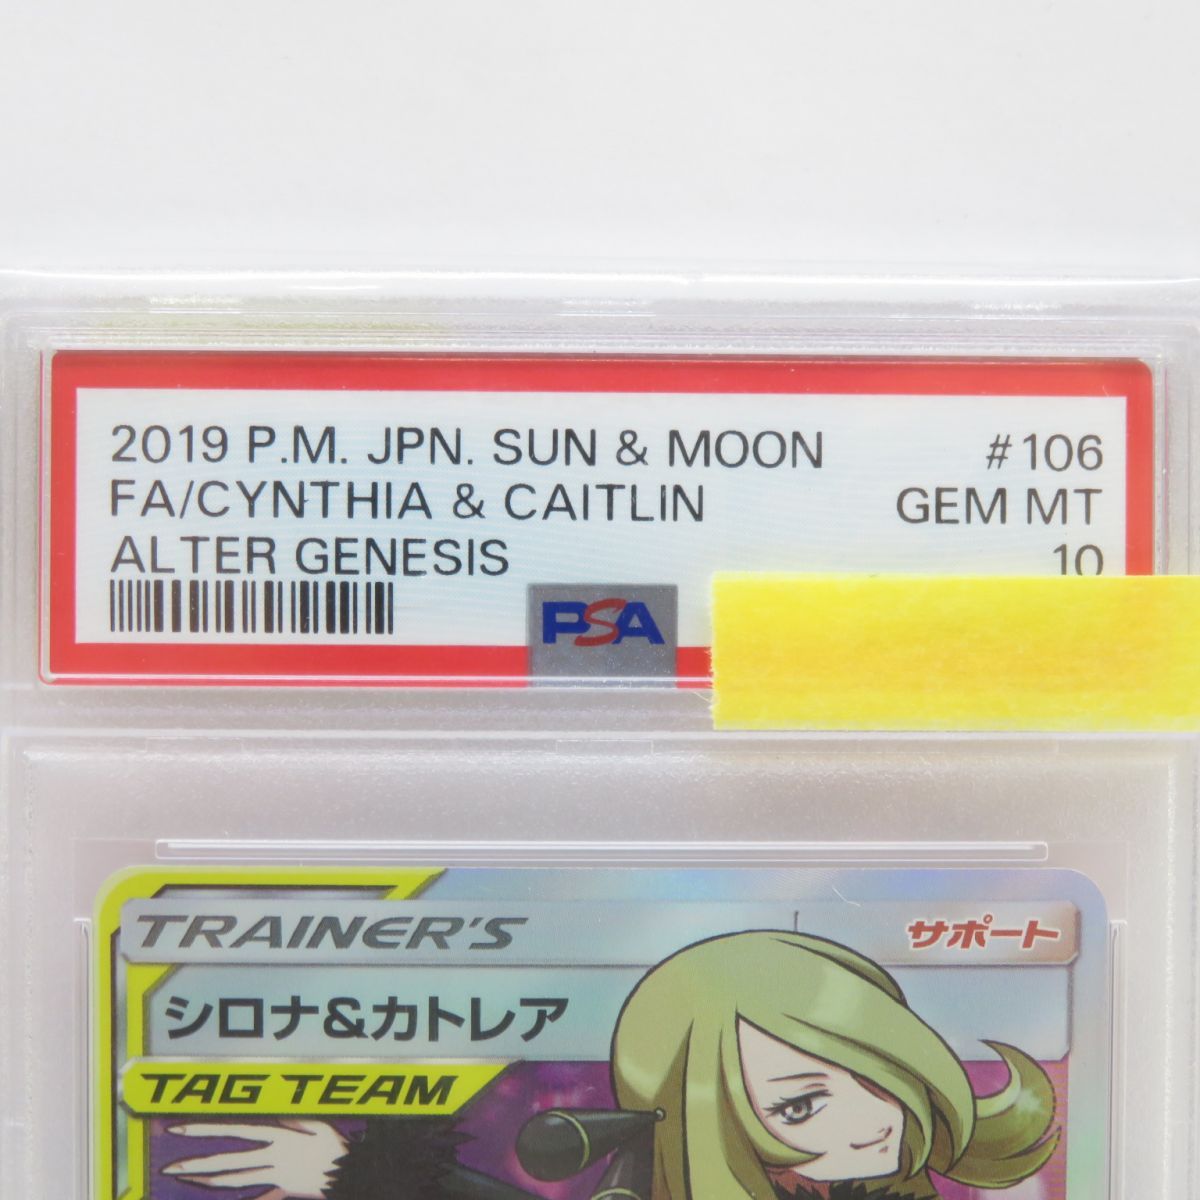 2019 P.M. JPN. SUN & MOON #106
FA/CYNTHIA & CAITLIN GEM MT
ALTER GENESIS 10
PSA
TRAINER'S サポート
シロナ&カトレア
TAG TEAM